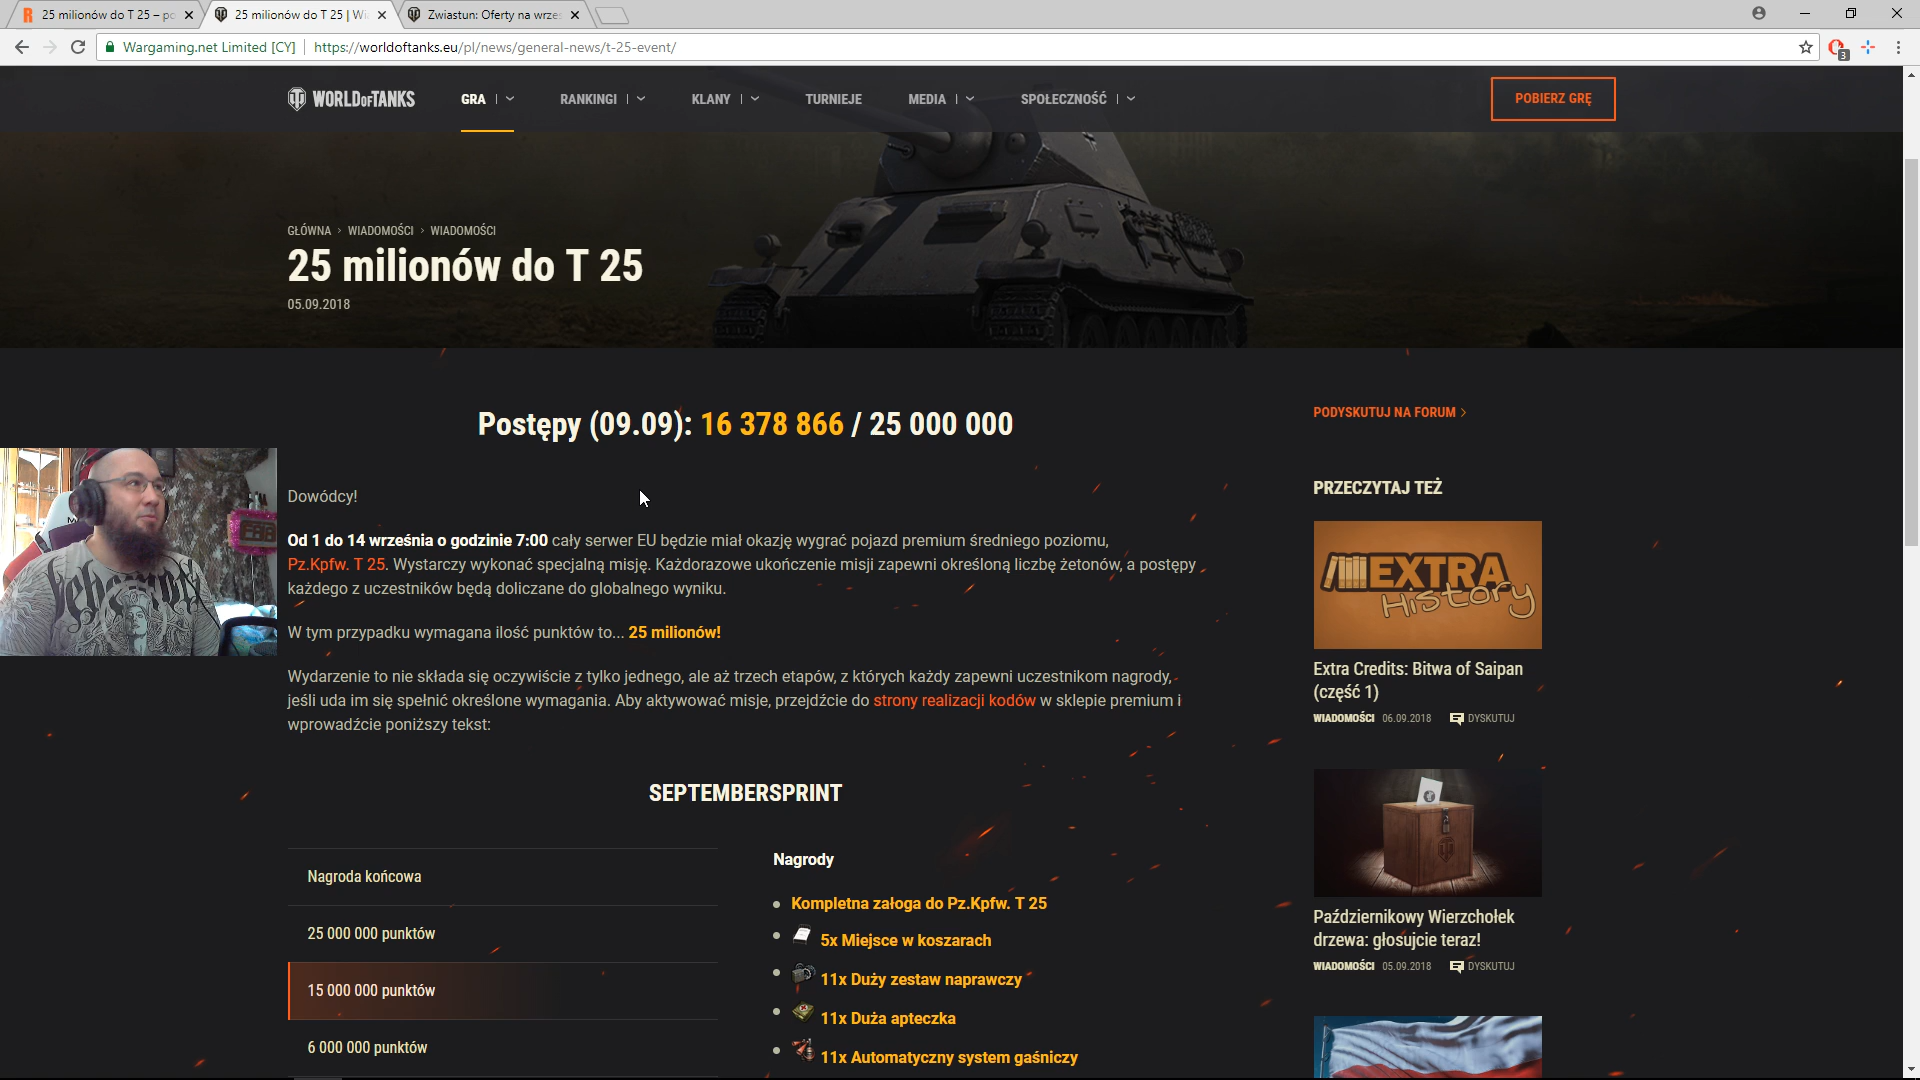 25 milionów do T 25 – po
25 milionów do T 25 | Wi
Zwiastun: Oferty na wrze
Wargaming.net Limited [CY]
https://worldoftanks.eu/pl/news/general-news/t-25-event/
3
WORLD OF TANKS
GRA
RANKINGI
KLANY
TURNIEJE
MEDIA
SPOŁECZNOŚĆ
POBIERZ GRĘ
GŁÓWNA › WIADOMOŚCI › WIADOMOŚCI
25 milionów do T 25
05.09.2018
Postępy (09.09): 16 378 866 / 25 000 000
Dowódcy!
Od 1 do 14 września o godzinie 7:00 cały serwer EU będzie miał okazję wygrać pojazd premium średniego poziomu,
Pz.Kpfw. T 25. Wystarczy wykonać specjalną misję. Każdorazowe ukończenie misji zapewni określoną liczbę żetonów, a postępy
każdego z uczestników będą doliczane do globalnego wyniku.
W tym przypadku wymagana ilość punktów to... 25 milionów!
Wydarzenie to nie składa się oczywiście z tylko jednego, ale aż trzech etapów, z których każdy zapewni uczestnikom nagrody,
jeśli uda im się spełnić określone wymagania. Aby aktywować misje, przejdźcie do strony realizacji kodów w sklepie premium i
wprowadźcie poniższy tekst:
SEPTEMBERSPRINT
Nagroda końcowa
25 000 000 punktów
15 000 000 punktów
6 000 000 punktów
Nagrody
Kompletna załoga do Pz.Kpfw. T 25
5x Miejsce w koszarach
11x Duży zestaw naprawczy
11x Duża apteczka
11x Automatyczny system gaśniczy
PODYSKUTUJ NA FORUM
PRZECZYTAJ TEŻ
EXTRA
History
Extra Credits: Bitwa of Saipan
(część 1)
WIADOMOŚCI 06.09.2018 DYSKUTUJ
Październikowy Wierzchołek
drzewa: głosujcie teraz!
WIADOMOŚCI 05.09.2018 DYSKUTUJ